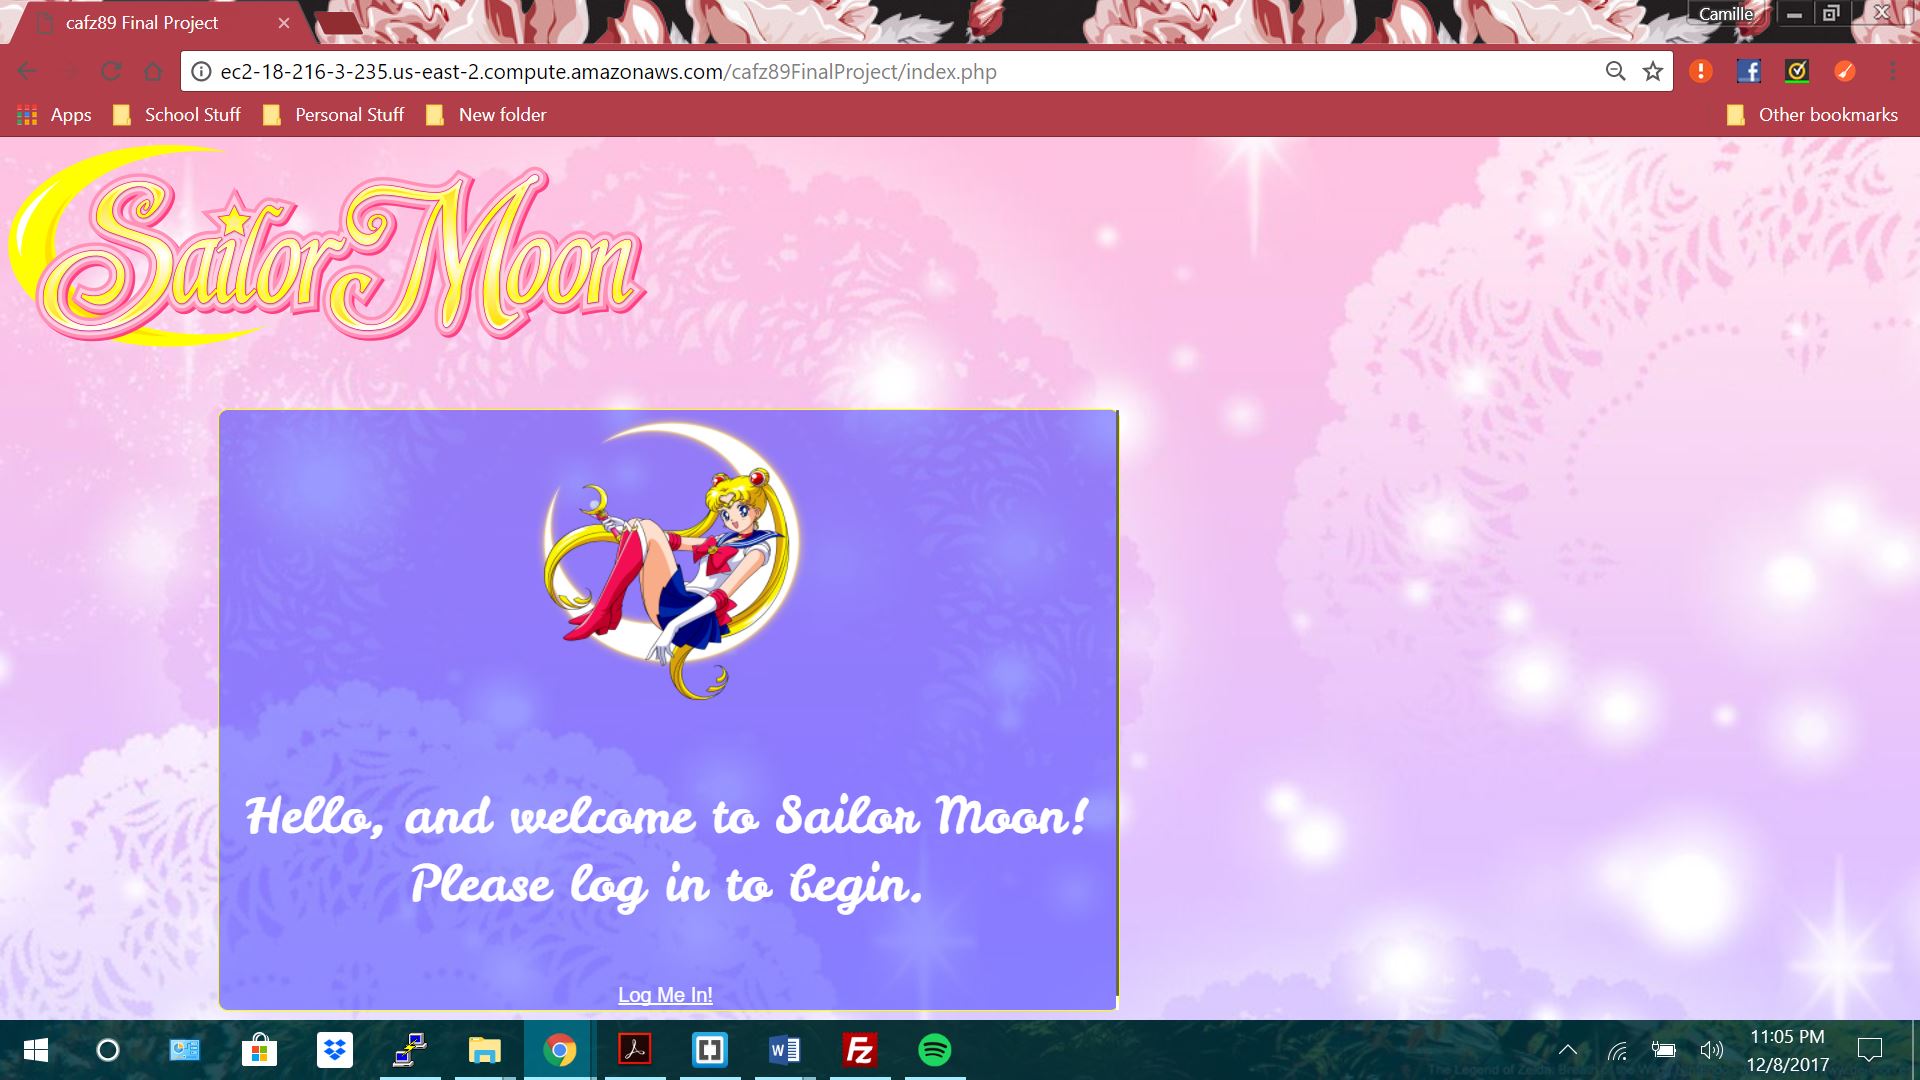 cafz89 Final Project
Camille
ec2-18-216-3-235.us-east-2.compute.amazonaws.com/cafz89FinalProject/index.php
Apps School Stuff Personal Stuff New folder Other bookmarks
Sailor Moon
Hello, and welcome to Sailor Moon!
Please log in to begin.
Log Me In!
11:05 PM
12/8/2017